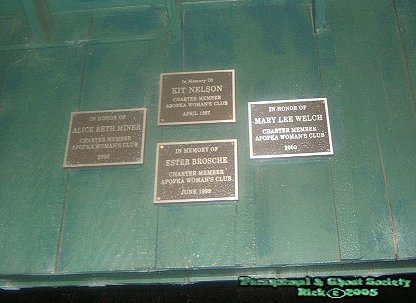 In Memory Of
KIT NELSON
CHARTER MEMBER
APOPKA WOMAN'S CLUB
APRIL 1997
IN HONOR OF
ALICE BETH MINER
CHARTER MEMBER
APOPKA WOMAN'S CLUB
2000
IN HONOR OF
MARY LEE WELCH
CHARTER MEMBER
APOPKA WOMAN'S CLUB
2000
IN MEMORY OF
ESTER BROSCHE
CHARTER MEMBER
APOPKA WOMAN'S CLUB
JUNE 1999
Paranormal & Ghost Society
Rick©2005